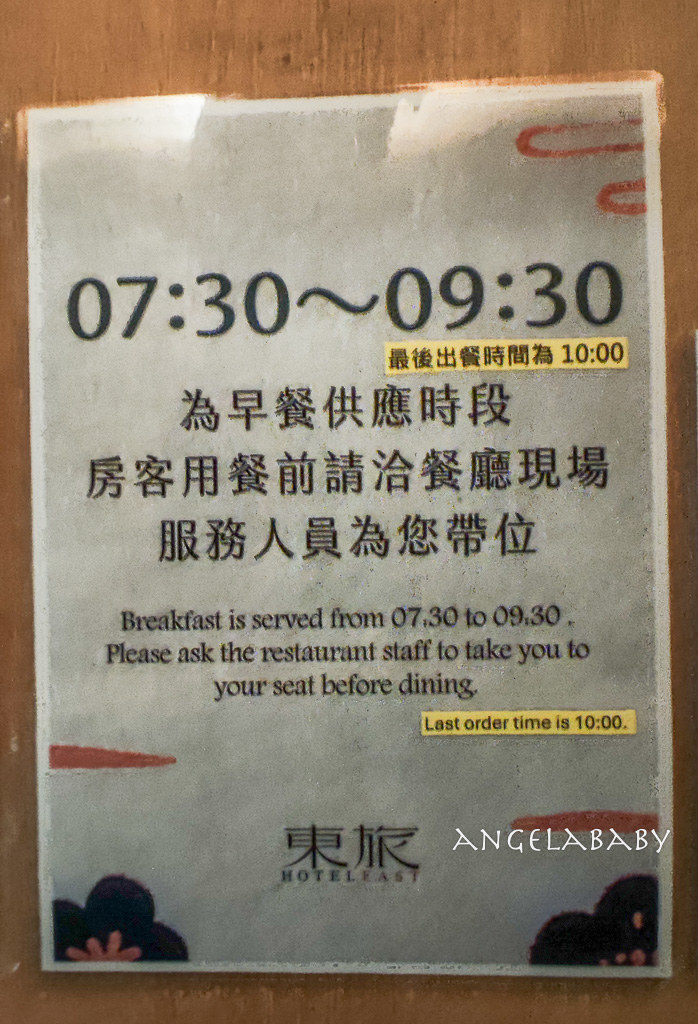 07:30～09:30
最後出餐時間為 10:00
為早餐供應時段
房客用餐前請洽餐廳現場
服務人員為您帶位
Breakfast is served from 07:30 to 09:30 .
Please ask the restaurant staff to take you to
your seat before dining.
Last order time is 10:00.
東旅
HOTELEAST
ANGELABABY